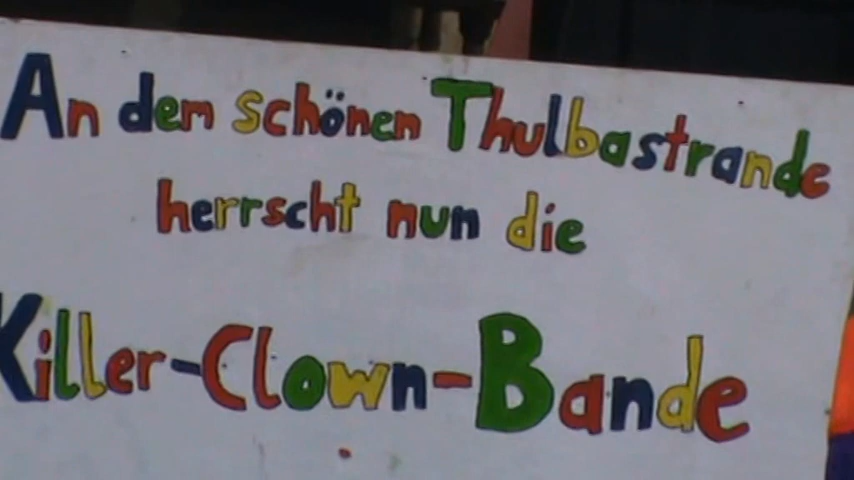 An dem schönen Thulbastrande
herrscht nun die
Killer-Clown-Bande